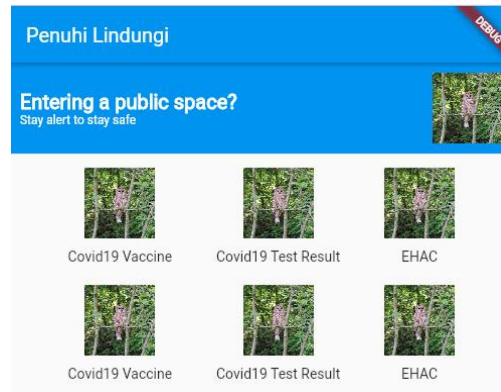 Penuhi Lindungi
DEBUG
Entering a public space?
Stay alert to stay safe
Covid19 Vaccine
Covid19 Test Result
EHAC
Covid19 Vaccine
Covid19 Test Result
EHAC